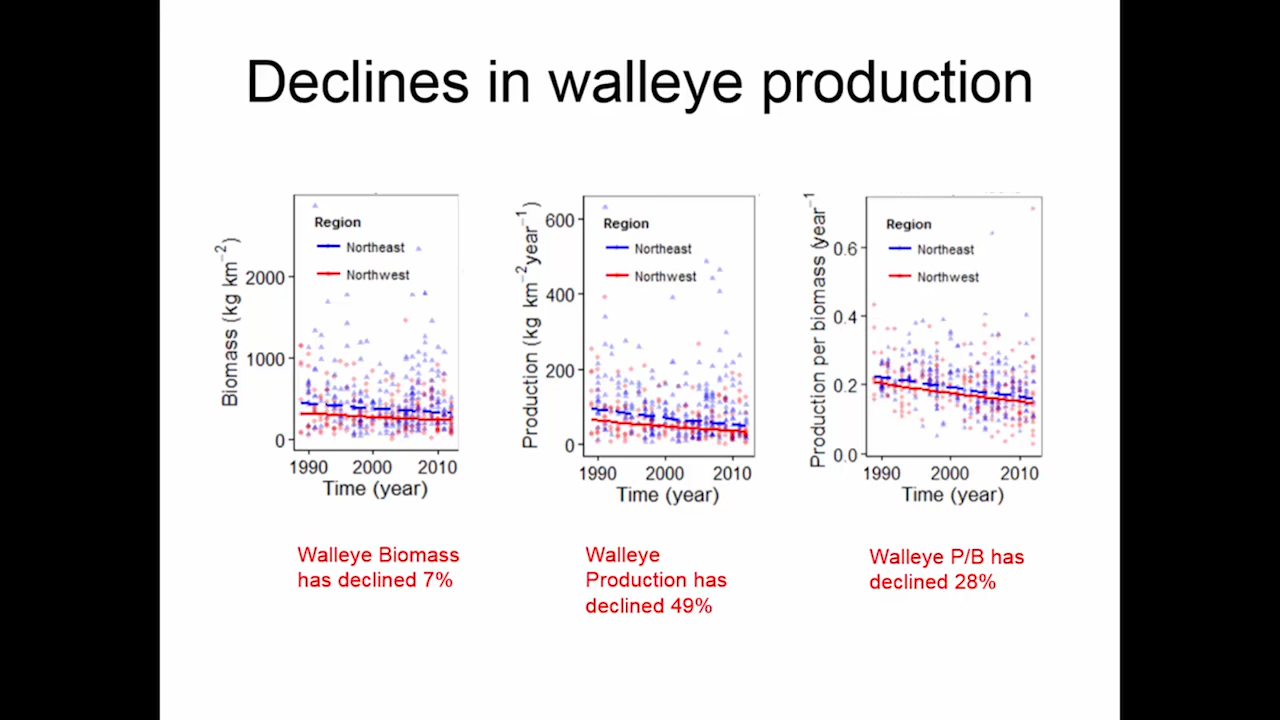 Declines in walleye production
Biomass (kg km⁻²)
2000
1000
0
Region
Northeast
Northwest
1990 2000 2010
Time (year)
Production (kg km⁻²year⁻¹)
600
400
200
0
Region
Northeast
Northwest
1990 2000 2010
Time (year)
Production per biomass (year⁻¹
0.6
0.4
0.2
0.0
Region
Northeast
Northwest
1990 2000 2010
Time (year)
Walleye Biomass
has declined 7%
Walleye
Production has
declined 49%
Walleye P/B has
declined 28%